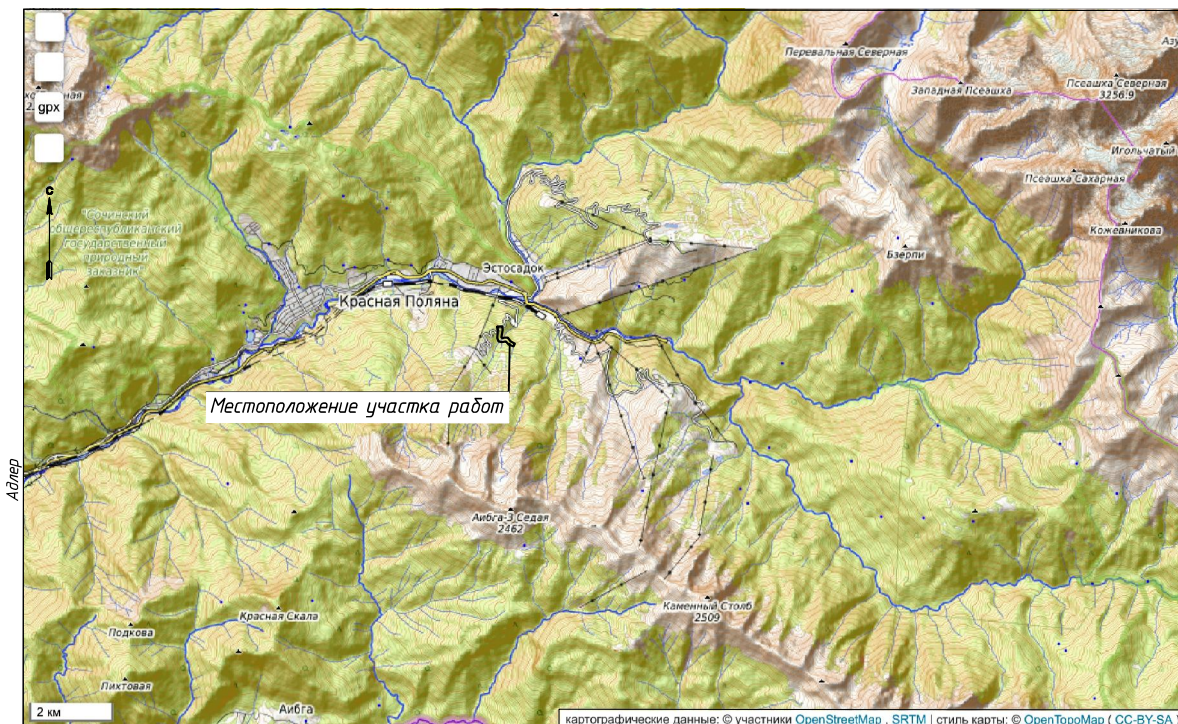 Перевальная Северная
Западная Псеашха
Псеашха Северная
3256.9
gpx
Игольчатый
Псеашха Сахарная
с
"Сочинский
общереспубликанский
государственный
природный
заказник"
Кожевникова
Бзерпи
Эстосадок
Красная Поляна
Местоположение участка работ
Адлер
Аибга-3 Седая
2462
Каменный Столб
2509
Красная Скала
Подкова
Пихтовая
Аибга
2 км
картографические данные: © участники OpenStreetMap , SRTM | стиль карты: © OpenTopoMap ( CC-BY-SA )